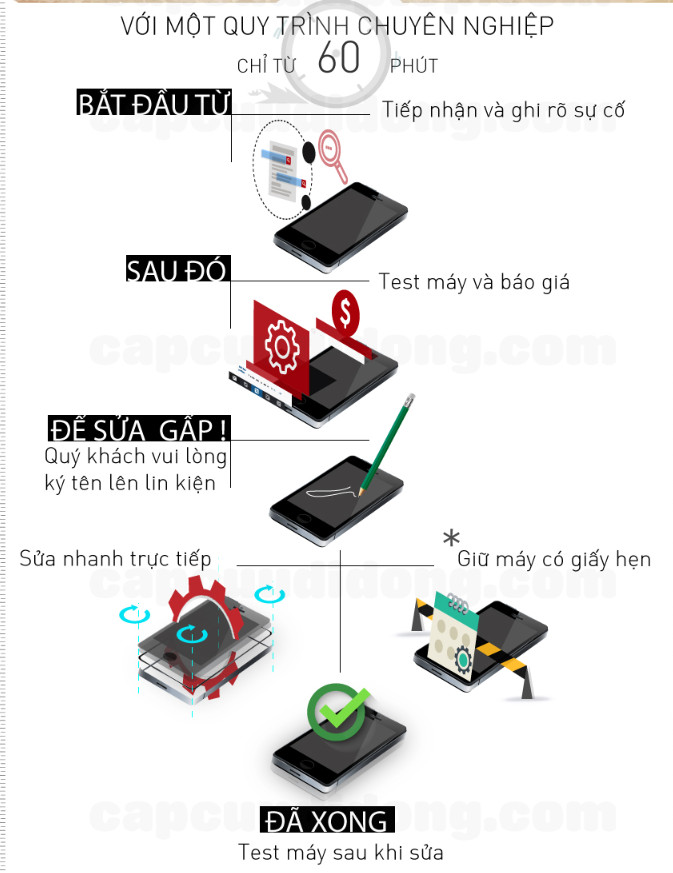 VỚI MỘT QUY TRÌNH CHUYÊN NGHIỆP
CHỈ TỪ 60 PHÚT
BẮT ĐẦU TỪ
Tiếp nhận và ghi rõ sự cố
capcuudidong.com
SAU ĐÓ
Test máy và báo giá
$
capcuudidong.com
ĐỂ SỬA GẤP !
Quý khách vui lòng
ký tên lên lin kiện
Sửa nhanh trực tiếp
* Giữ máy có giấy hẹn
capcuudidong.com
capcuudidong.com
ĐÃ XONG
Test máy sau khi sửa